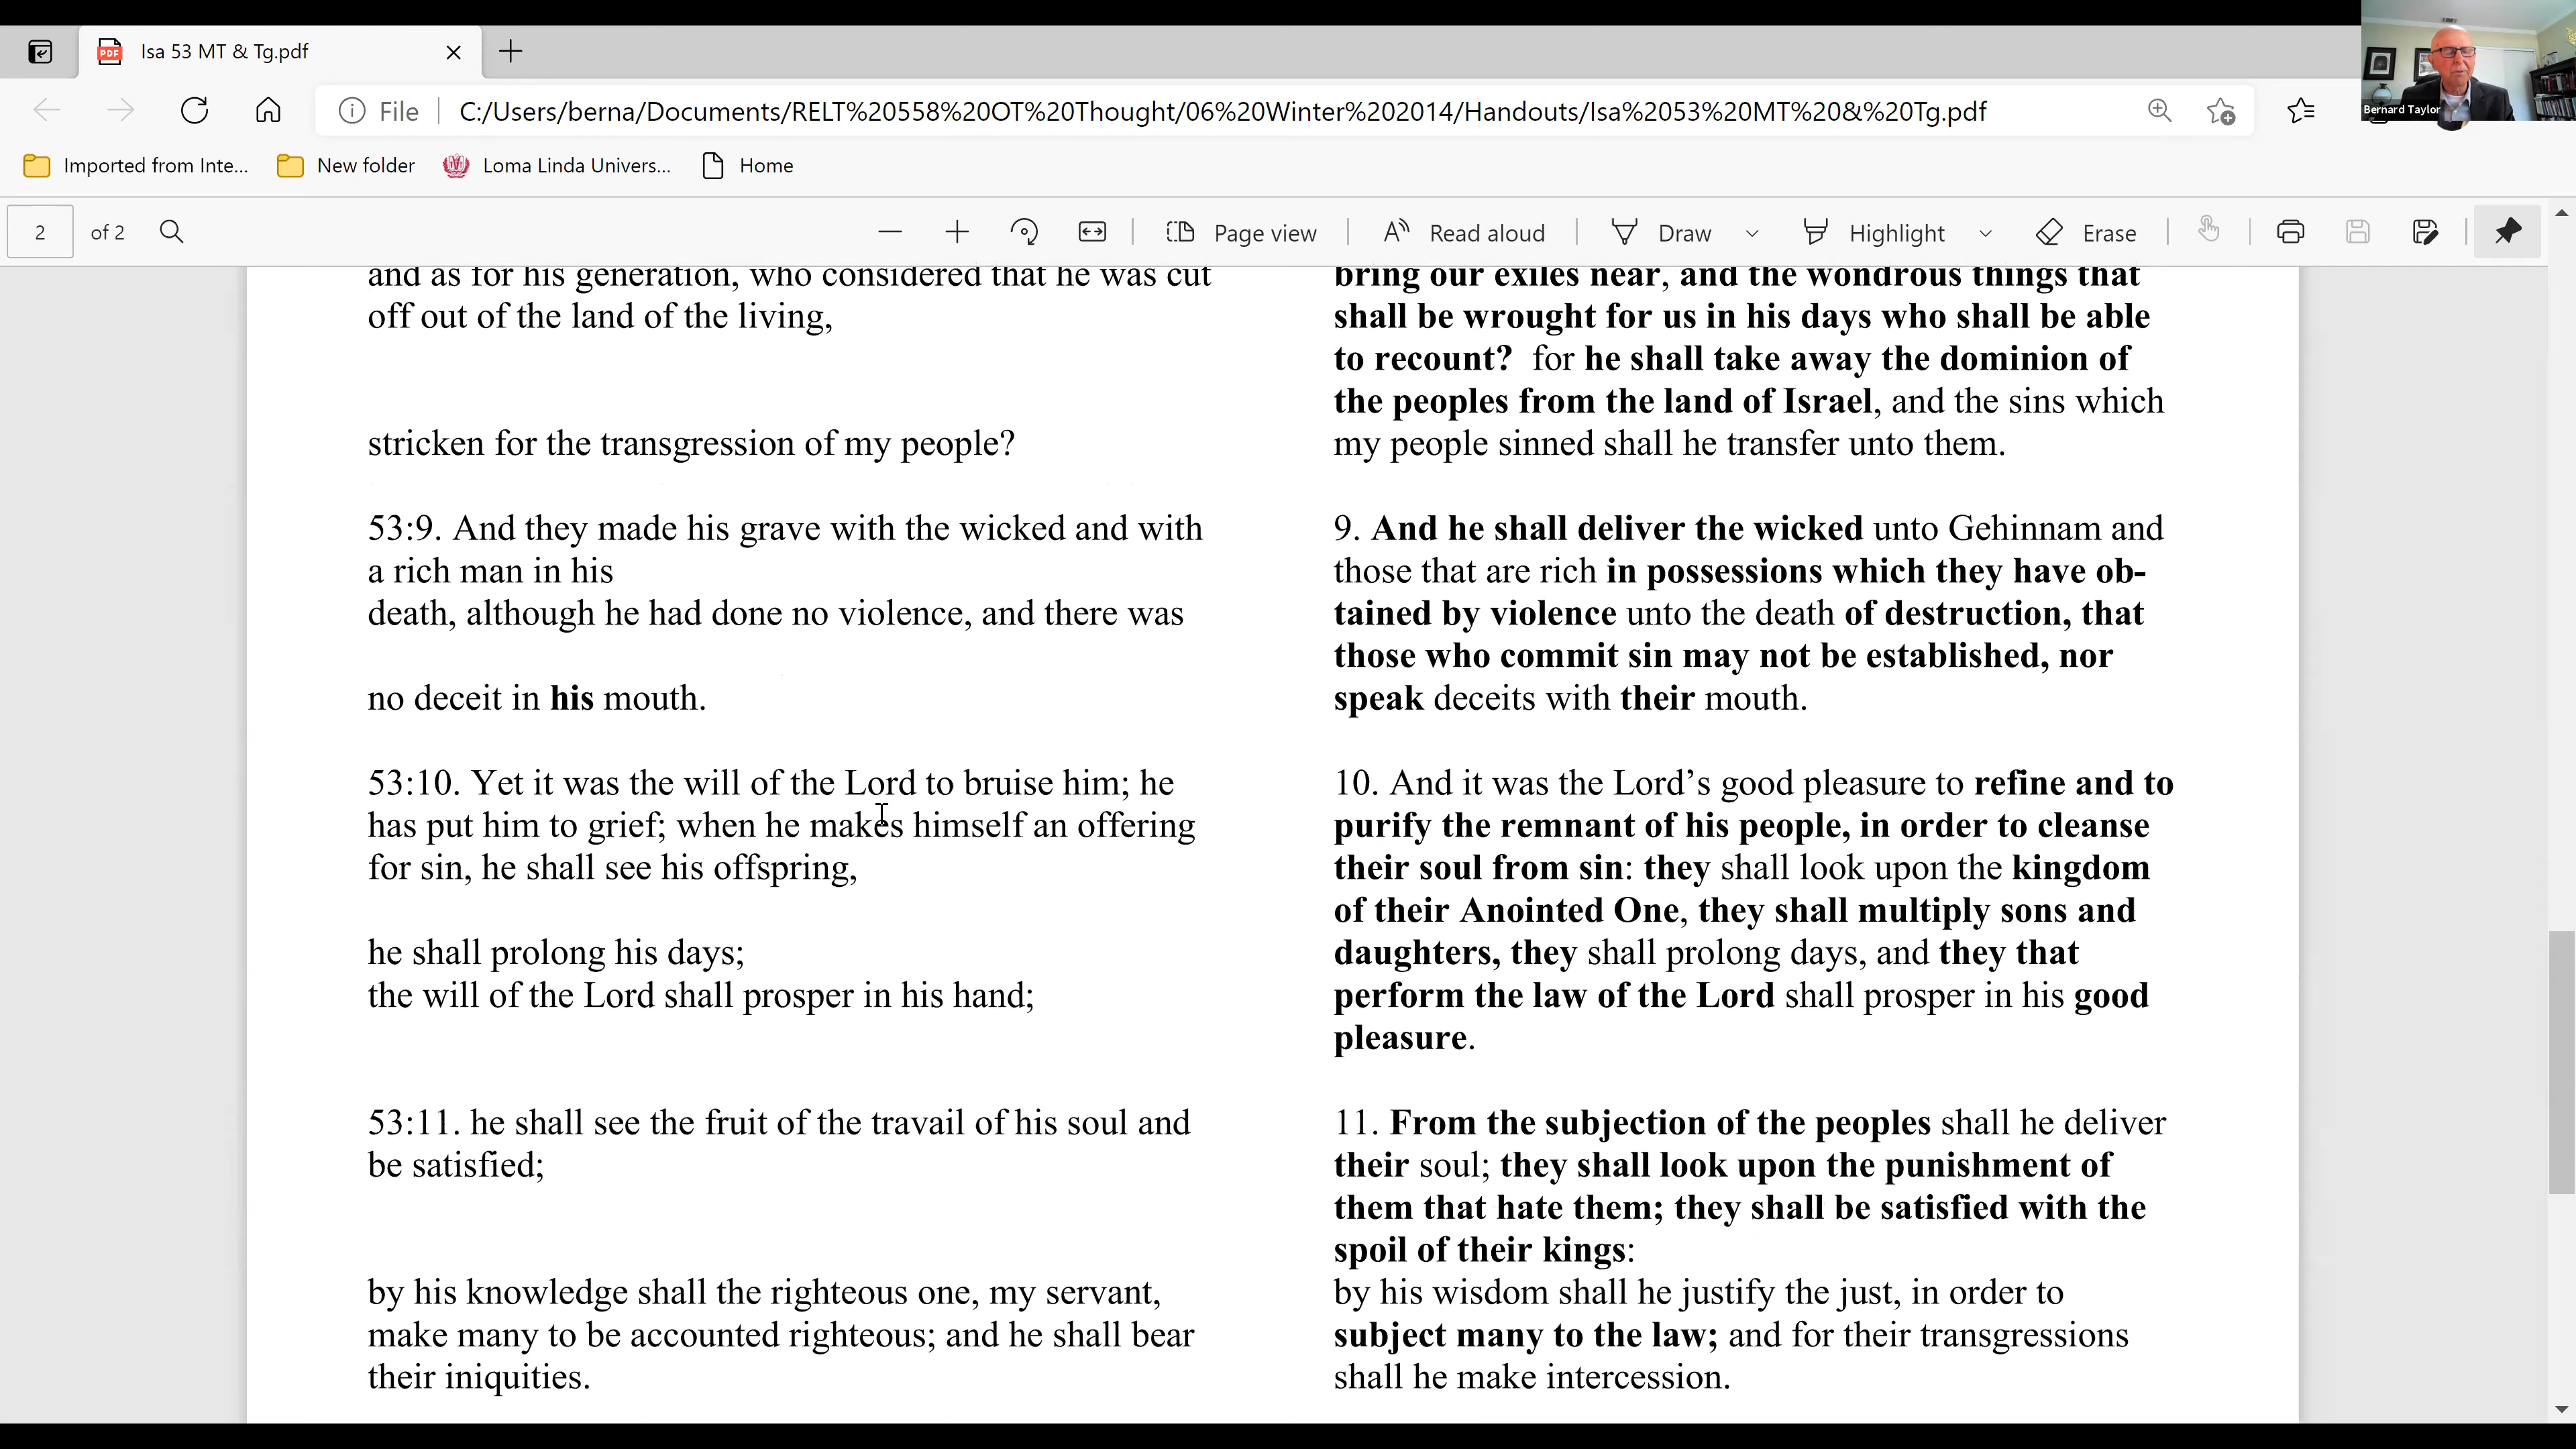 Isa 53 MT & Tg.pdf
File
C:/Users/berna/Documents/RELT%20558%20OT%20Thought/06%20Winter%202014/Handouts/Isa%2053%20MT%20&%20Tg.pdf
Bernard Taylor
Imported from Inte...
New folder
Loma Linda Univers...
Home
2 of 2
Page view
Read aloud
Draw
Highlight
Erase
and as for his generation, who considered that he was cut
off out of the land of the living,
stricken for the transgression of my people?
53:9. And they made his grave with the wicked and with
a rich man in his
death, although he had done no violence, and there was
no deceit in his mouth.
53:10. Yet it was the will of the Lord to bruise him; he
has put him to grief; when he makes himself an offering
for sin, he shall see his offspring,
he shall prolong his days;
the will of the Lord shall prosper in his hand;
53:11. he shall see the fruit of the travail of his soul and
be satisfied;
by his knowledge shall the righteous one, my servant,
make many to be accounted righteous; and he shall bear
their iniquities.
bring our exiles near, and the wondrous things that
shall be wrought for us in his days who shall be able
to recount? for he shall take away the dominion of
the peoples from the land of Israel, and the sins which
my people sinned shall he transfer unto them.
9. And he shall deliver the wicked unto Gehinnam and
those that are rich in possessions which they have ob-
tained by violence unto the death of destruction, that
those who commit sin may not be established, nor
speak deceits with their mouth.
10. And it was the Lord’s good pleasure to refine and to
purify the remnant of his people, in order to cleanse
their soul from sin: they shall look upon the kingdom
of their Anointed One, they shall multiply sons and
daughters, they shall prolong days, and they that
perform the law of the Lord shall prosper in his good
pleasure.
11. From the subjection of the peoples shall he deliver
their soul; they shall look upon the punishment of
them that hate them; they shall be satisfied with the
spoil of their kings:
by his wisdom shall he justify the just, in order to
subject many to the law; and for their transgressions
shall he make intercession.